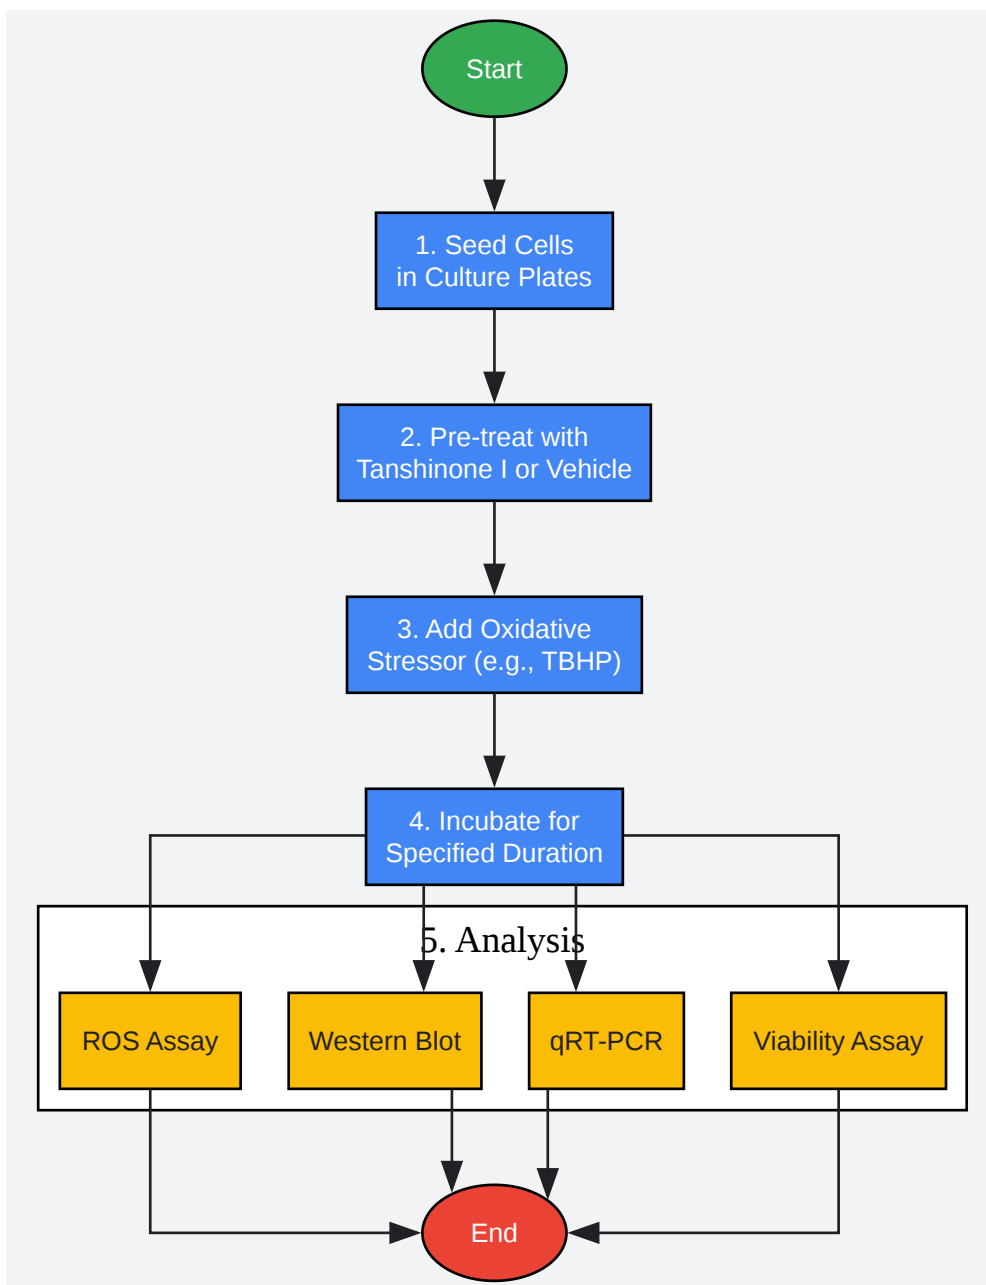 Start
1. Seed Cells
in Culture Plates
2. Pre-treat with
Tanshinone I or Vehicle
3. Add Oxidative
Stressor (e.g., TBHP)
4. Incubate for
Specified Duration
5. Analysis
ROS Assay
Western Blot
qRT-PCR
Viability Assay
End